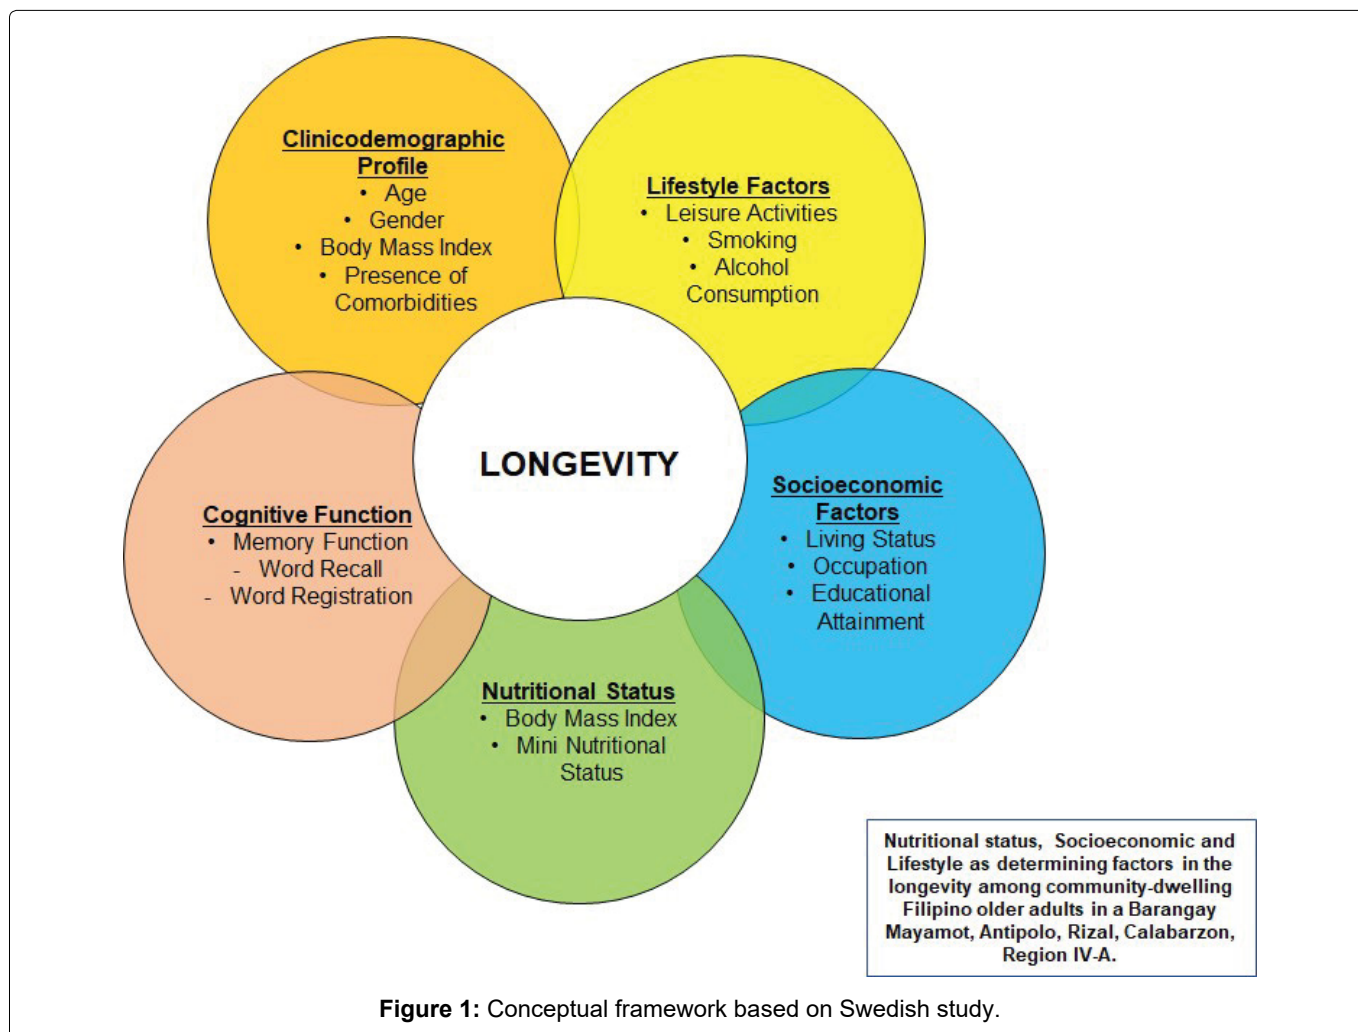 Clinicodemographic
Profile
• Age
• Gender
• Body Mass Index
• Presence of
Comorbidities
Lifestyle Factors
• Leisure Activities
• Smoking
• Alcohol
Consumption
LONGEVITY
Socioeconomic
Factors
• Living Status
• Occupation
• Educational
Attainment
Cognitive Function
• Memory Function
- Word Recall
- Word Registration
Nutritional Status
• Body Mass Index
• Mini Nutritional
Status
Nutritional status, Socioeconomic and
Lifestyle as determining factors in the
longevity among community-dwelling
Filipino older adults in a Barangay
Mayamot, Antipolo, Rizal, Calabarzon,
Region IV-A.
Figure 1: Conceptual framework based on Swedish study.